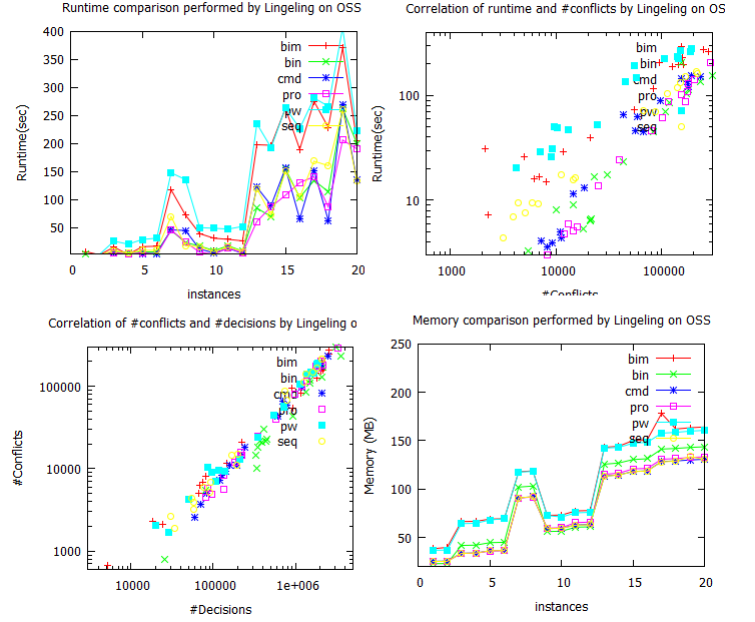 Runtime comparison performed by Lingeling on OSS
400
350
300
250
200
150
100
50
0
5
10
15
20
Runtime(sec)
instances
bim
bin
cmd
pro
pw
seq
Correlation of runtime and #conflicts by Lingeling on OSS
100
10
1000
10000
100000
Runtime(sec)
#Conflicts
bim
bin
cmd
pro
pw
seq
Correlation of #conflicts and #decisions by Lingeling o
100000
10000
1000
10000
100000
1e+006
#Conflicts
#Decisions
bim
bin
cmd
pro
pw
seq
Memory comparison performed by Lingeling on OSS
250
200
150
100
50
0
5
10
15
20
Memory (MB)
instances
bim
bin
cmd
pro
pw
seq